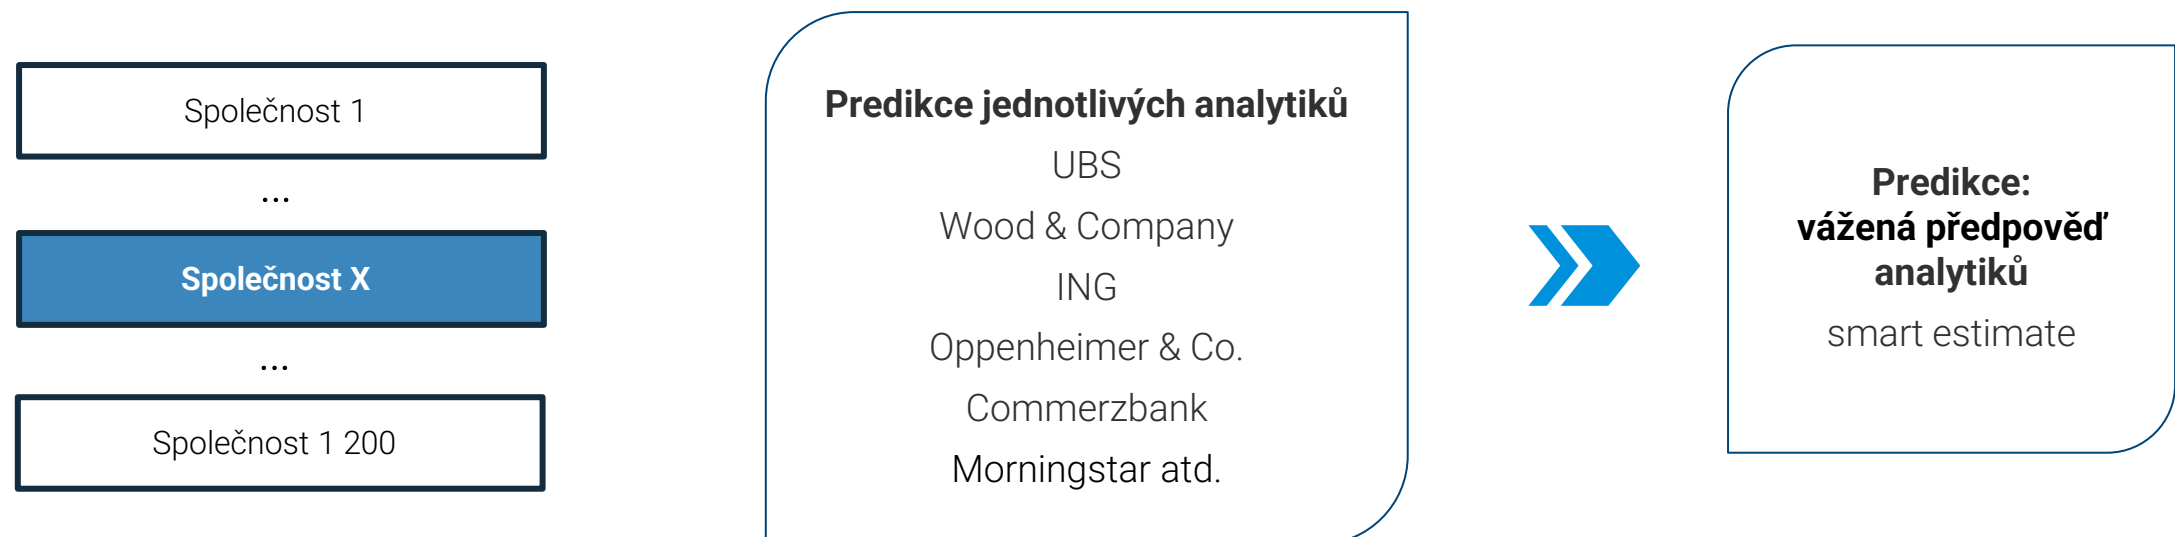 Společnost 1
...
Společnost X
...
Společnost 1 200
Predikce jednotlivých analytiků
UBS
Wood & Company
ING
Oppenheimer & Co.
Commerzbank
Morningstar atd.
Predikce:
vážená předpověď
analytiků
smart estimate